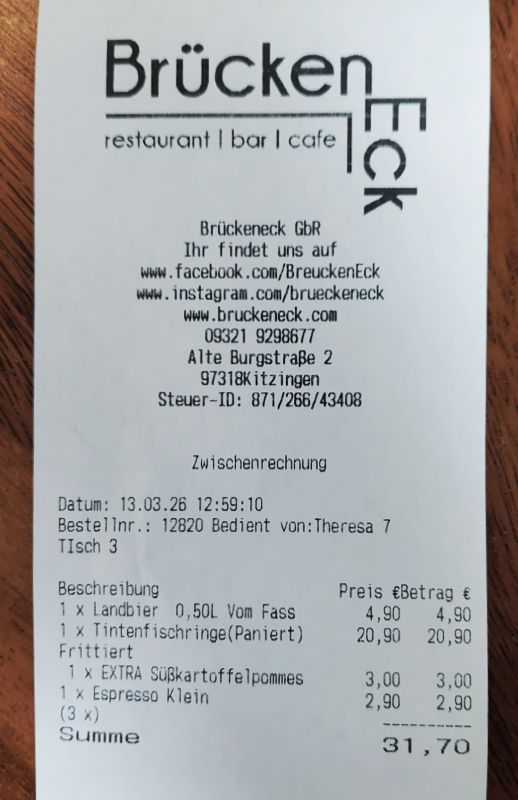 BrückenEck
restaurant | bar | cafe
Brückeneck GbR
Ihr findet uns auf
www.facebook.com/BreuckenEck
www.instagram.com/brueckeneck
www.bruckeneck.com
09321 9298677
Alte Burgstraße 2
97318Kitzingen
Steuer-ID: 871/266/43408
Zwischenrechnung
Datum: 13.03.26 12:59:10
Bestellnr.: 12820 Bedient von:Theresa 7
TIsch 3
Beschreibung Preis €Betrag €
1 x Landbier 0,50L Vom Fass 4,90 4,90
1 x Tintenfischringe(Paniert) 20,90 20,90
Frittiert
1 x EXTRA Süßkartoffelpommes 3,00 3,00
1 x Espresso Klein 2,90 2,90
(3 x)
Summe 31,70